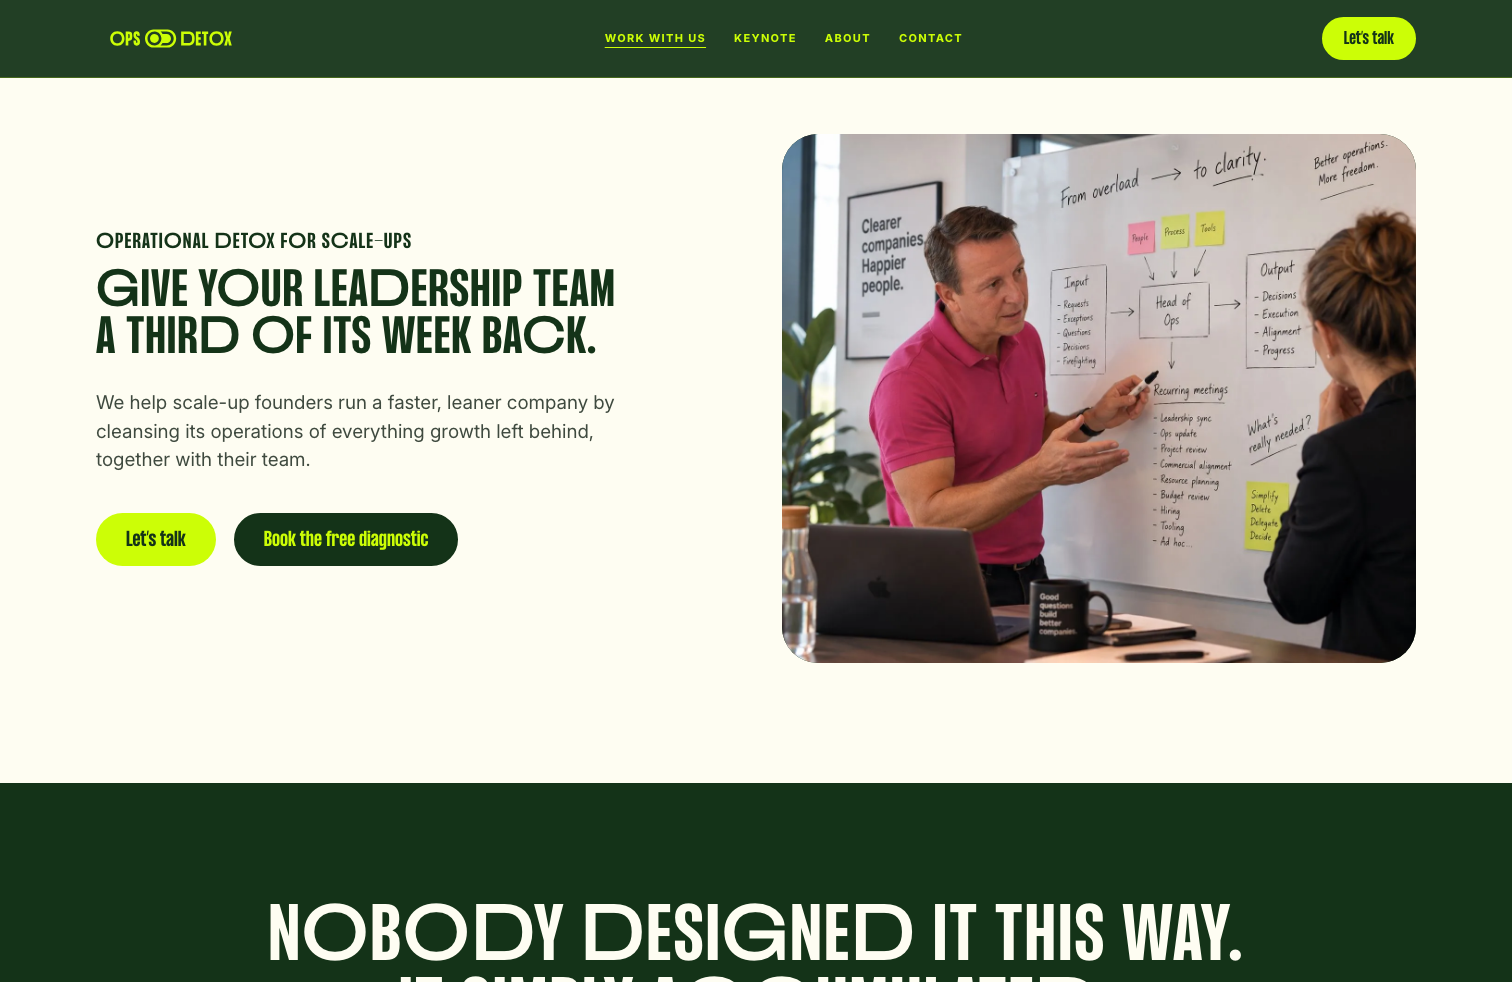 OPS DETOX
WORK WITH US
KEYNOTE
ABOUT
CONTACT
Let's talk
OPERATIONAL DETOX FOR SCALE-UPS
GIVE YOUR LEADERSHIP TEAM
A THIRD OF ITS WEEK BACK.
We help scale-up founders run a faster, leaner company by
cleansing its operations of everything growth left behind,
together with their team.
Let's talk
Book the free diagnostic
From overload → to clarity.
Better operations.
More freedom.
Clearer
companies.
Happier
people.
People
Process
Tools
Input
- Requests
- Exceptions
- Questions
- Decisions
- Firefighting
Head of
Ops
Output
- Decisions
- Execution
- Alignment
- Progress
Recurring meetings
- Leadership sync
- Ops update
- Project review
- Commercial alignment
- Resource planning
- Budget review
- Hiring
- Tooling
- Ad hoc...
What's
really needed?
Simplify
Delete
Delegate
Decide
Good
questions
build
better
companies.
NOBODY DESIGNED IT THIS WAY.
IT SIMPLY ACCUMULATED.